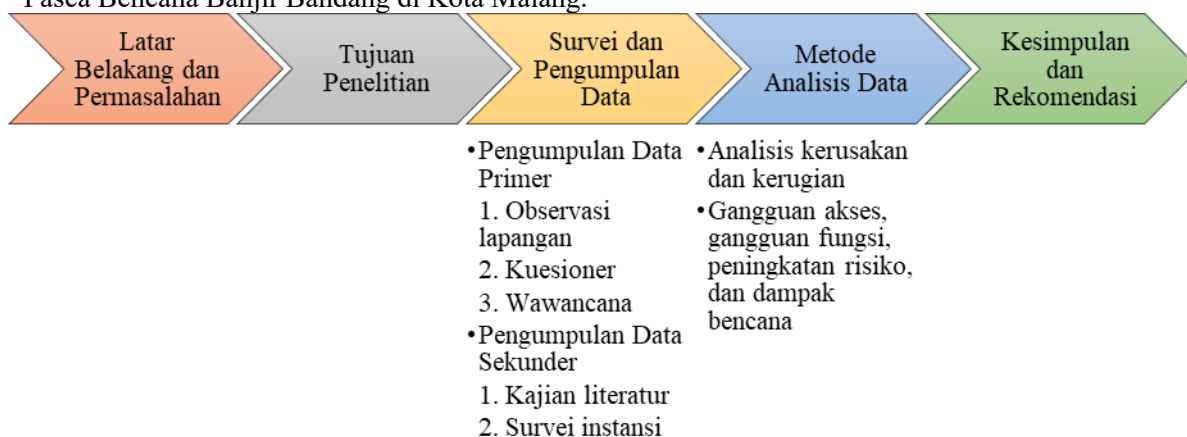 Pasca Bencana Banjir Bandang di Kota Malang.
Latar
Belakang dan
Permasalahan
Tujuan
Penelitian
Survei dan
Pengumpulan
Data
Metode
Analisis Data
Kesimpulan
dan
Rekomendasi
•Pengumpulan Data
Primer
1. Observasi
lapangan
2. Kuesioner
3. Wawancana
•Pengumpulan Data
Sekunder
1. Kajian literatur
2. Survei instansi
•Analisis kerusakan
dan kerugian
•Gangguan akses,
gangguan fungsi,
peningkatan risiko,
dan dampak
bencana